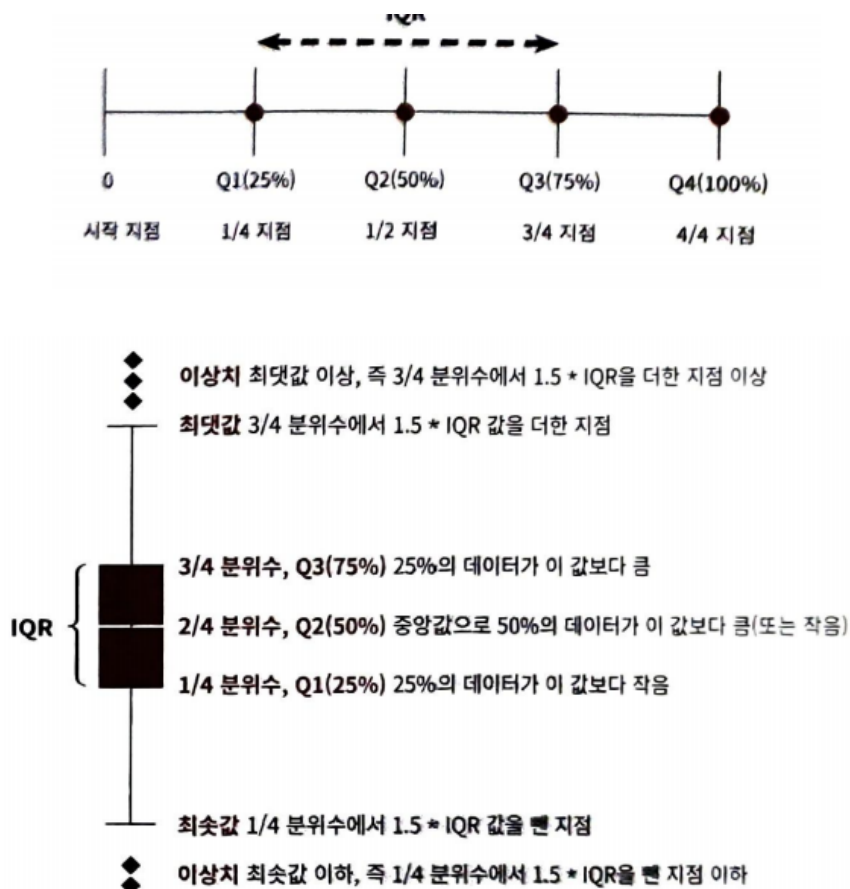 IQR
0 Q1(25%) Q2(50%) Q3(75%) Q4(100%)
시작 지점 1/4 지점 1/2 지점 3/4 지점 4/4 지점
이상치 최댓값 이상, 즉 3/4 분위수에서 1.5 * IQR을 더한 지점 이상
최댓값 3/4 분위수에서 1.5 * IQR 값을 더한 지점
3/4 분위수, Q3(75%) 25%의 데이터가 이 값보다 큼
IQR
2/4 분위수, Q2(50%) 중앙값으로 50%의 데이터가 이 값보다 큼(또는 작음)
1/4 분위수, Q1(25%) 25%의 데이터가 이 값보다 작음
최솟값 1/4 분위수에서 1.5 * IQR 값을 뺀 지점
이상치 최솟값 이하, 즉 1/4 분위수에서 1.5 * IQR을 뺀 지점 이하